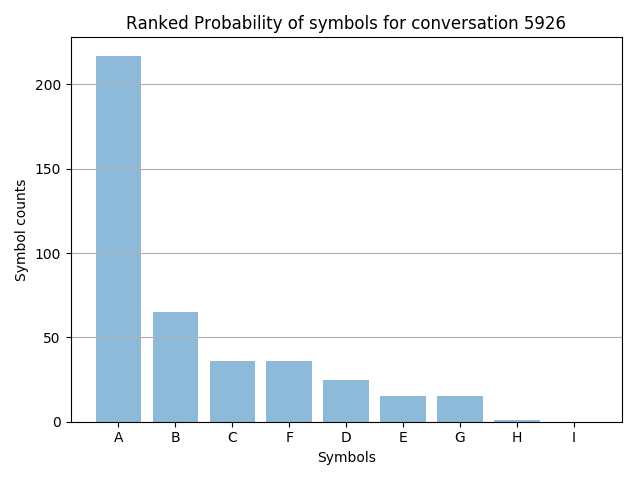 Ranked Probability of symbols for conversation 5926
Symbol counts
200
150
100
50
0
A B C F D E G H I
Symbols